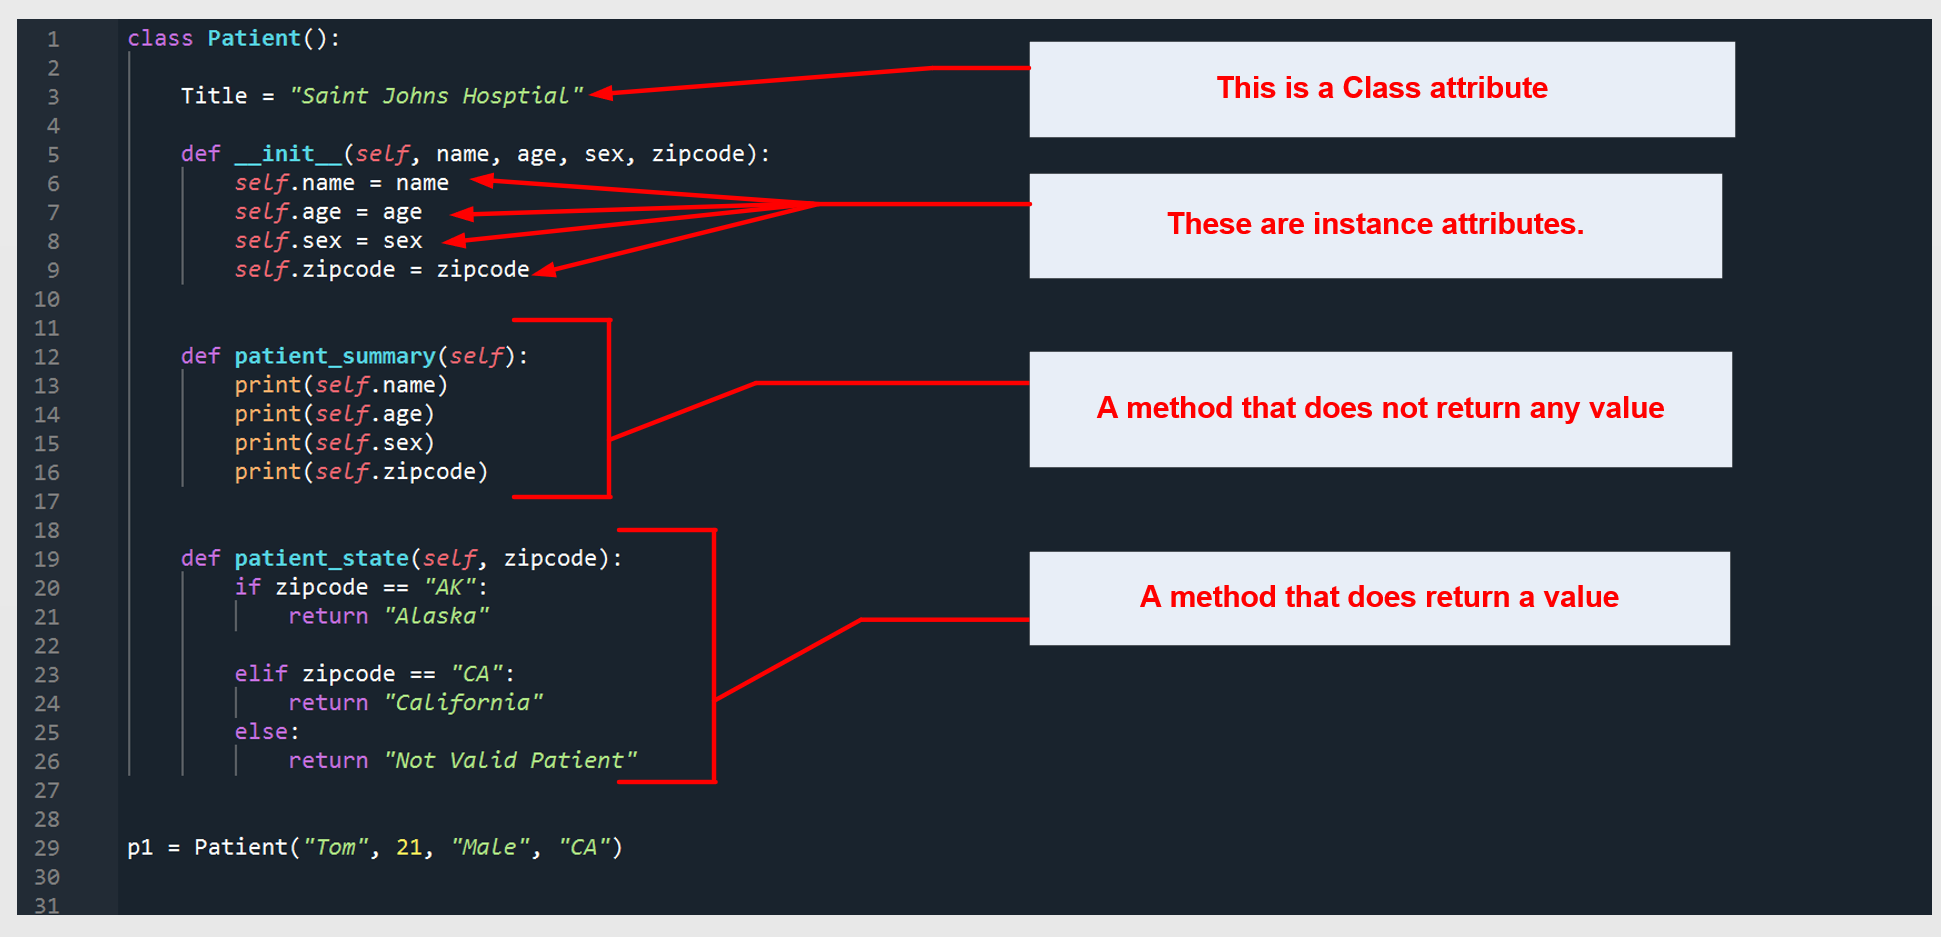 1 class Patient():
2
3 Title = "Saint Johns Hosptial"
This is a Class attribute
4
5 def __init__(self, name, age, sex, zipcode):
6 self.name = name
7 self.age = age
8 self.sex = sex
9 self.zipcode = zipcode
These are instance attributes.
10
11
12 def patient_summary(self):
13 print(self.name)
14 print(self.age)
15 print(self.sex)
16 print(self.zipcode)
A method that does not return any value
17
18
19 def patient_state(self, zipcode):
20 if zipcode == "AK":
21 return "Alaska"
22
23 elif zipcode == "CA":
24 return "California"
25 else:
26 return "Not Valid Patient"
A method that does return a value
27
28
29 p1 = Patient("Tom", 21, "Male", "CA")
30
31